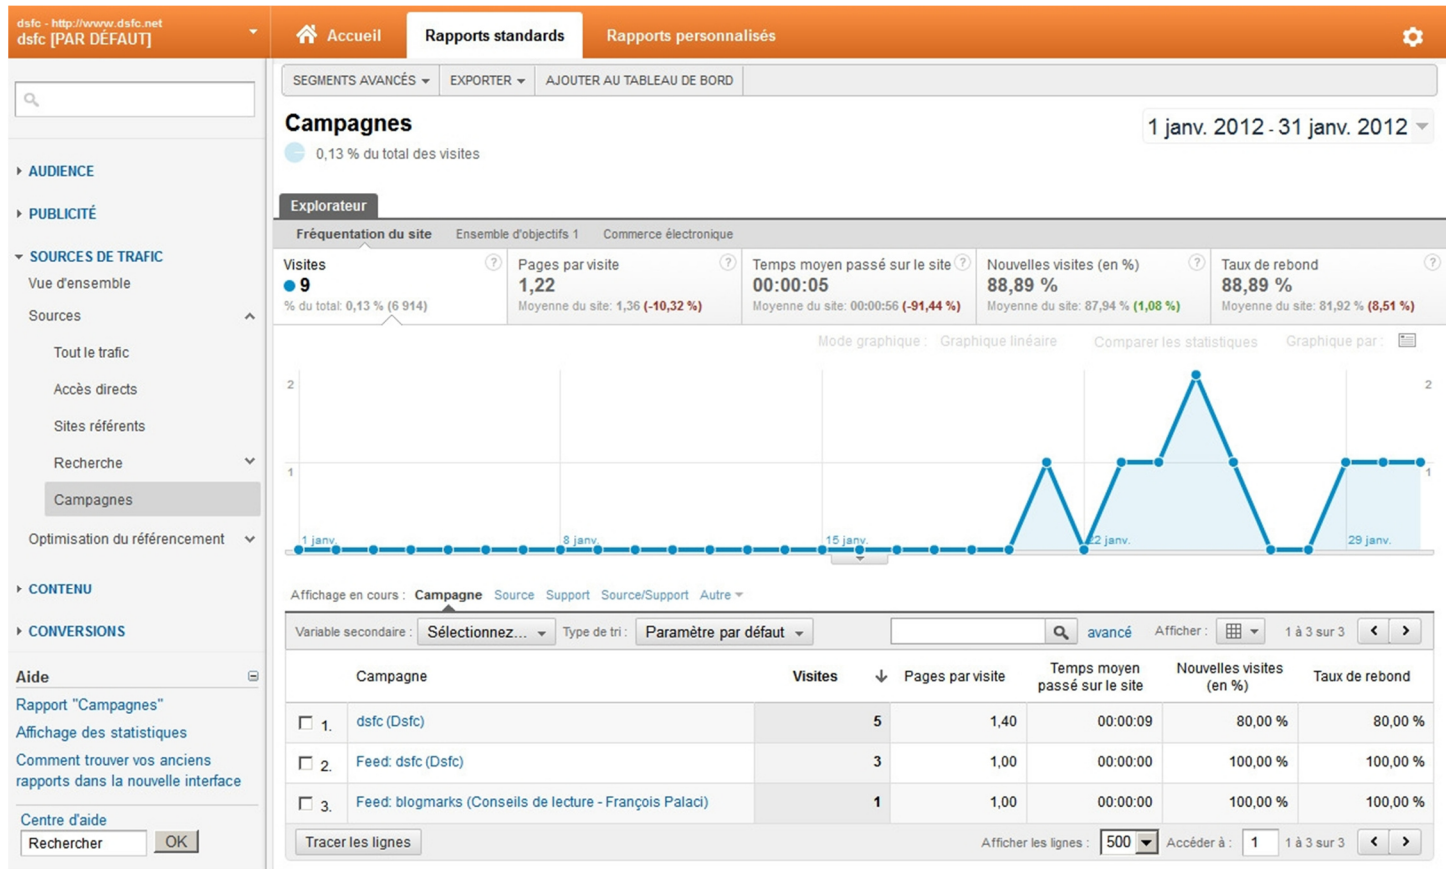 dsfc - http://www.dsfc.net
dsfc [PAR DÉFAUT]
Accueil
Rapports standards
Rapports personnalisés
SEGMENTS AVANCÉS
EXPORTER
AJOUTER AU TABLEAU DE BORD
AUDIENCE
PUBLICITÉ
SOURCES DE TRAFIC
Vue d'ensemble
Sources
Tout le trafic
Accès directs
Sites référents
Recherche
Campagnes
Optimisation du référencement
CONTENU
CONVERSIONS
Aide
Rapport "Campagnes"
Affichage des statistiques
Comment trouver vos anciens
rapports dans la nouvelle interface
Centre d'aide
Rechercher OK
Campagnes
1 janv. 2012 - 31 janv. 2012
0,13 % du total des visites
Explorateur
Fréquentation du site Ensemble d'objectifs 1 Commerce électronique
Visites
9
% du total: 0,13 % (6 914)
Pages par visite
1,22
Moyenne du site: 1,36 (-10,32 %)
Temps moyen passé sur le site
00:00:05
Moyenne du site: 00:00:56 (-91,44 %)
Nouvelles visites (en %)
88,89 %
Moyenne du site: 87,94 % (1,08 %)
Taux de rebond
88,89 %
Moyenne du site: 81,92 % (8,51 %)
Mode graphique : Graphique linéaire Comparer les statistiques Graphique par :
2 2
1 1
1 janv. 8 janv. 15 janv. 22 janv. 29 janv.
Affichage en cours : Campagne Source Support Source/Support Autre
Variable secondaire : Sélectionnez... Type de tri : Paramètre par défaut avancé Afficher : 1 à 3 sur 3
Campagne Visites Pages par visite Temps moyen passé sur le site Nouvelles visites (en %) Taux de rebond
1. dsfc (Dsfc) 5 1,40 00:00:09 80,00 % 80,00 %
2. Feed: dsfc (Dsfc) 3 1,00 00:00:00 100,00 % 100,00 %
3. Feed: blogmarks (Conseils de lecture - François Palaci) 1 1,00 00:00:00 100,00 % 100,00 %
Tracer les lignes Afficher les lignes : 500 Accéder à : 1 1 à 3 sur 3